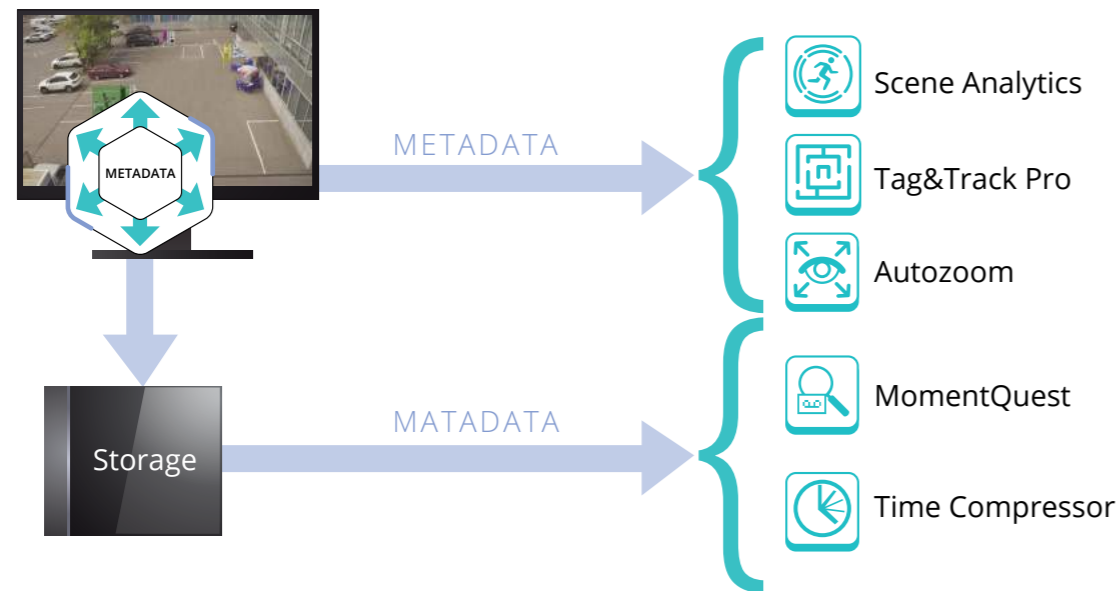 METADATA
METADATA
Scene Analytics
Tag&Track Pro
Autozoom
Storage
MATADATA
MomentQuest
Time Compressor